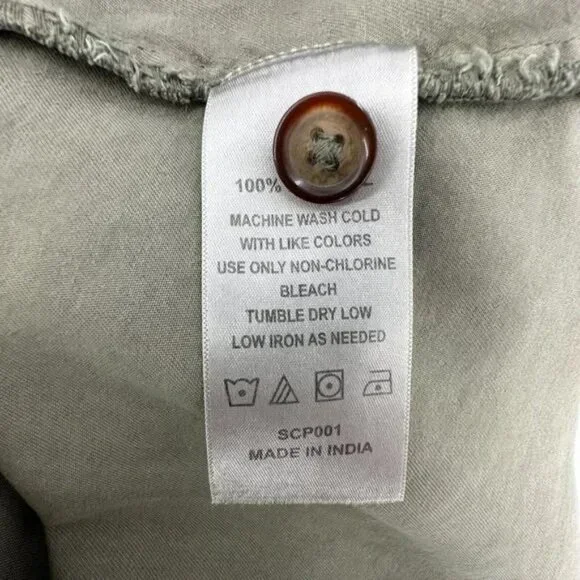 100%
MACHINE WASH COLD
WITH LIKE COLORS
USE ONLY NON-CHLORINE
BLEACH
TUMBLE DRY LOW
LOW IRON AS NEEDED
SCP001
MADE IN INDIA